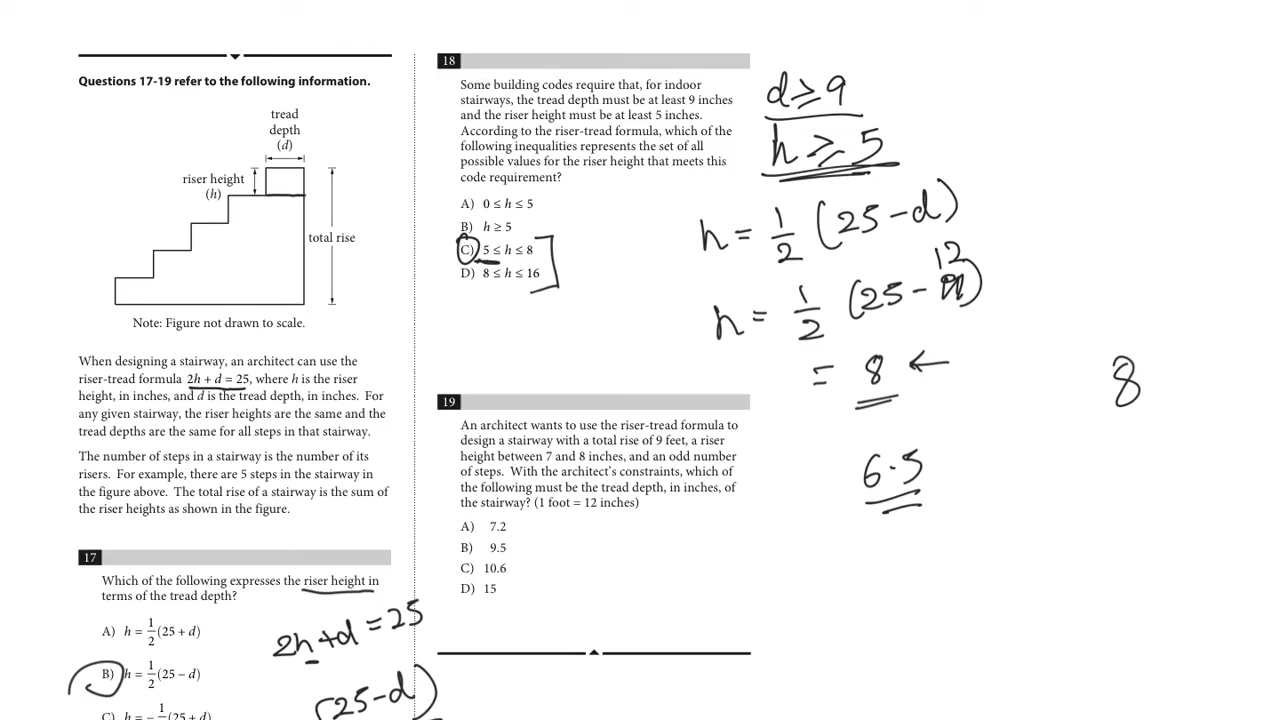 Questions 17-19 refer to the following information.
tread
depth
(d)
riser height
(h)
total rise
Note: Figure not drawn to scale.
When designing a stairway, an architect can use the
riser-tread formula 2h + d = 25, where h is the riser
height, in inches, and d is the tread depth, in inches. For
any given stairway, the riser heights are the same and the
tread depths are the same for all steps in that stairway.
The number of steps in a stairway is the number of its
risers. For example, there are 5 steps in the stairway in
the figure above. The total rise of a stairway is the sum of
the riser heights as shown in the figure.
17
Which of the following expresses the riser height in
terms of the tread depth?
A) h = 1/2 (25 + d)
B) h = 1/2 (25 − d)
C) h = − 1/2 (25 + d)
2h + d = 25
(25 − d)
18
Some building codes require that, for indoor
stairways, the tread depth must be at least 9 inches
and the riser height must be at least 5 inches.
According to the riser-tread formula, which of the
following inequalities represents the set of all
possible values for the riser height that meets this
code requirement?
A) 0 ≤ h ≤ 5
B) h ≥ 5
C) 5 ≤ h ≤ 8
D) 8 ≤ h ≤ 16
19
An architect wants to use the riser-tread formula to
design a stairway with a total rise of 9 feet, a riser
height between 7 and 8 inches, and an odd number
of steps. With the architect's constraints, which of
the following must be the tread depth, in inches, of
the stairway? (1 foot = 12 inches)
A) 7.2
B) 9.5
C) 10.6
D) 15
d ≥ 9
h ≥ 5
h = 1/2 (25 − d)
12
h = 1/2 (25 − )
= 8 ←
8
6.5